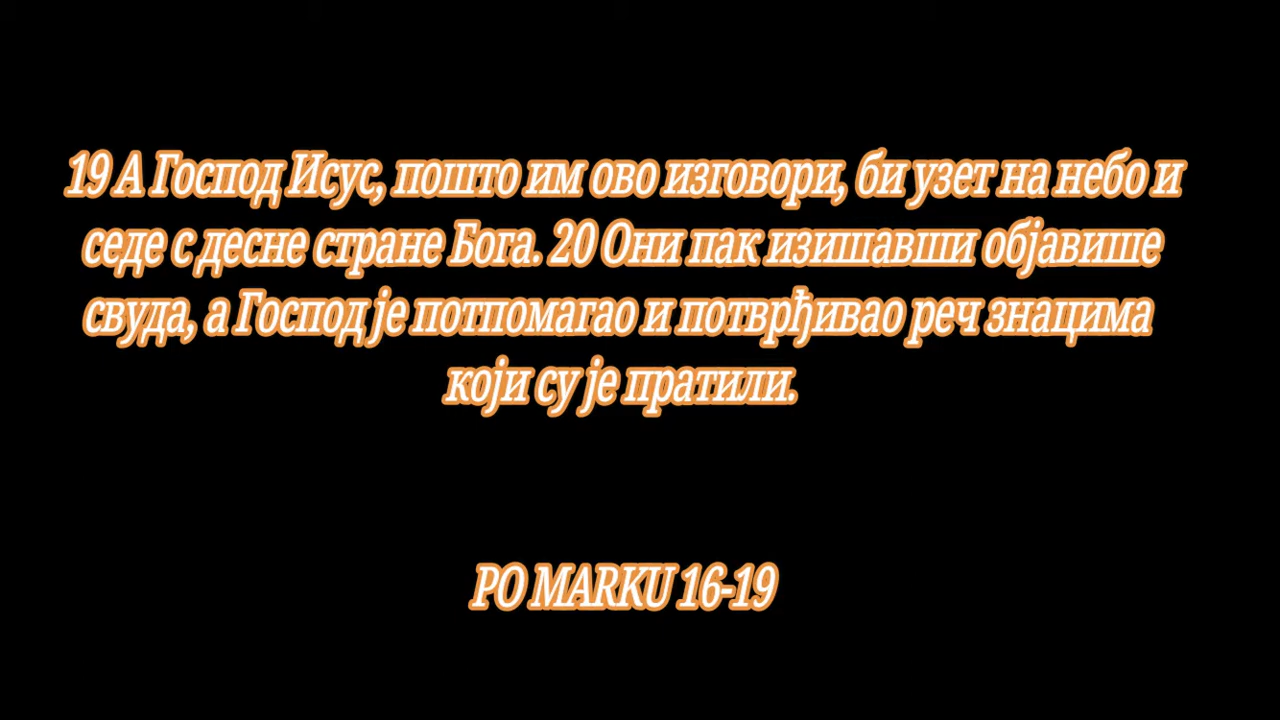 19 А Господ Исус, пошто им ово изговори, би узет на небо и
седе с десне стране Бога. 20 Они пак изишавши објавише
свуда, а Господ је потпомагао и потврђивао реч знацима
који су је пратили.
PO MARKU 16-19